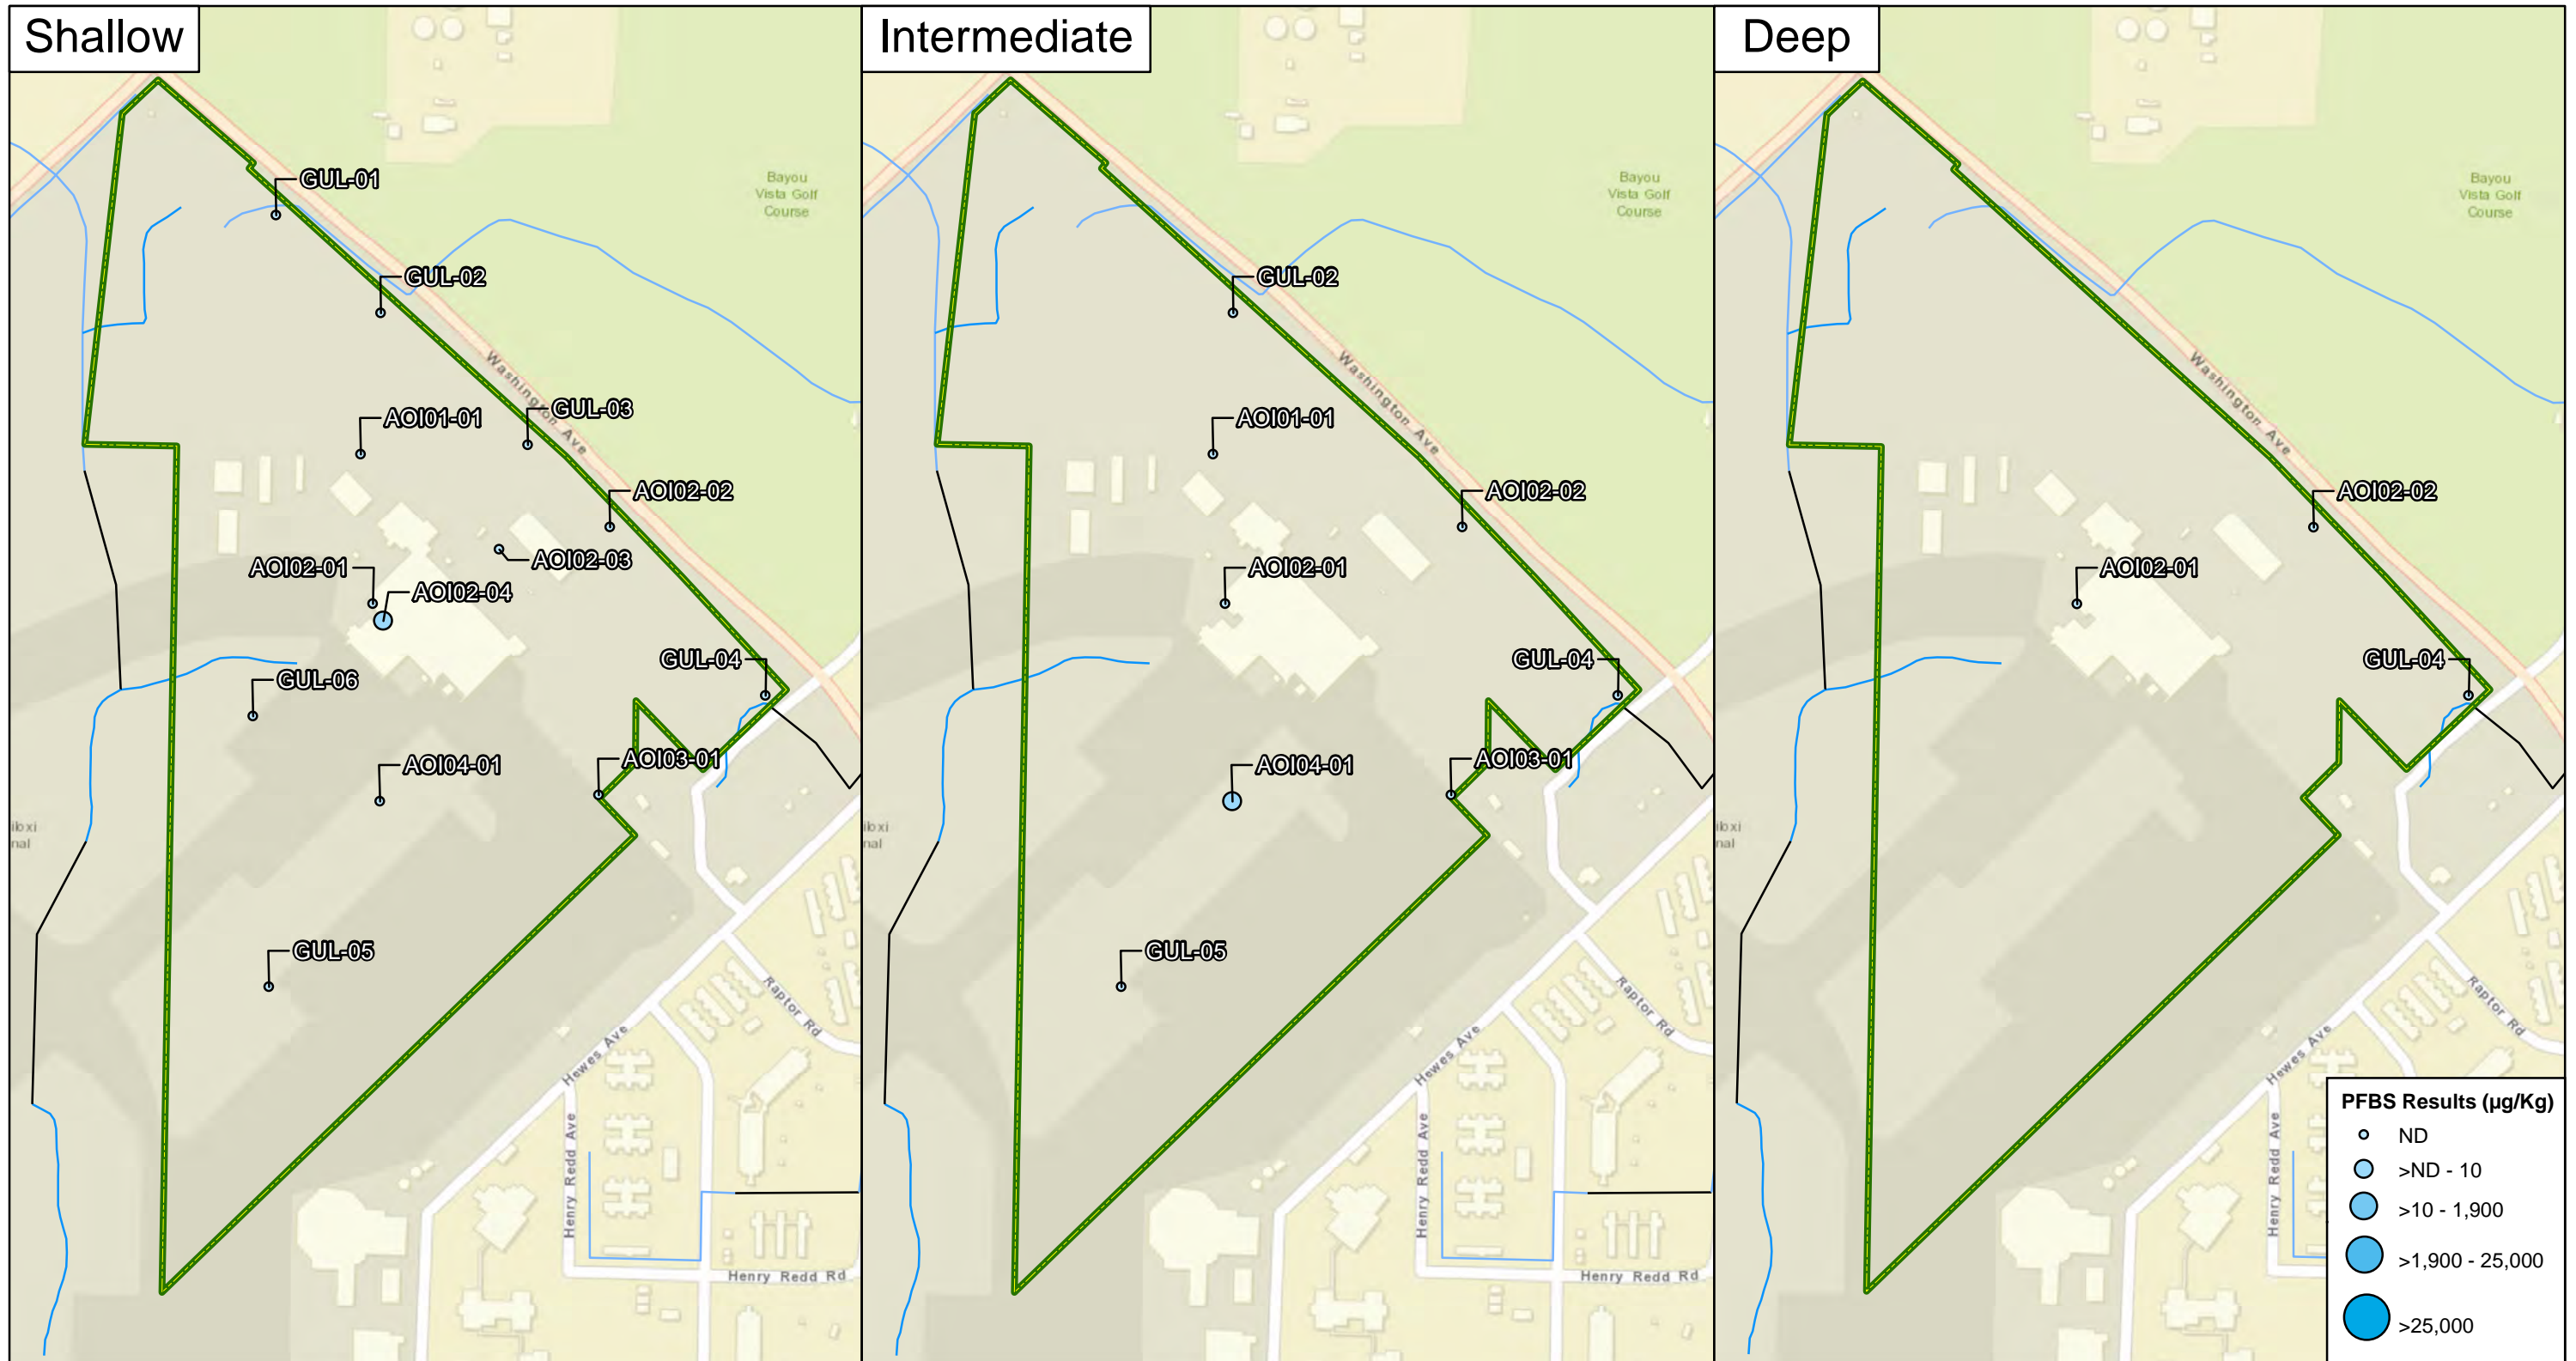 Shallow
Bayou
Vista Golf
Course
GUL-01
GUL-02
Washington Ave
GUL-03
AOI01-01
AOI02-02
AOI02-03
AOI02-01
AOI02-04
GUL-04
GUL-06
AOI03-01
AOI04-01
GUL-05
Raptor Rd
Hewes Ave
Henry Redd Ave
Henry Redd Rd
Intermediate
Bayou
Vista Golf
Course
GUL-02
Washington Ave
AOI01-01
AOI02-02
AOI02-01
GUL-04
AOI04-01
AOI03-01
GUL-05
Raptor Rd
Hewes Ave
Henry Redd Ave
Henry Redd Rd
Deep
Bayou
Vista Golf
Course
Washington Ave
AOI02-02
AOI02-01
GUL-04
Raptor Rd
Hewes Ave
Henry Redd Ave
PFBS Results (µg/Kg)
ND
>ND - 10
>10 - 1,900
>1,900 - 25,000
>25,000